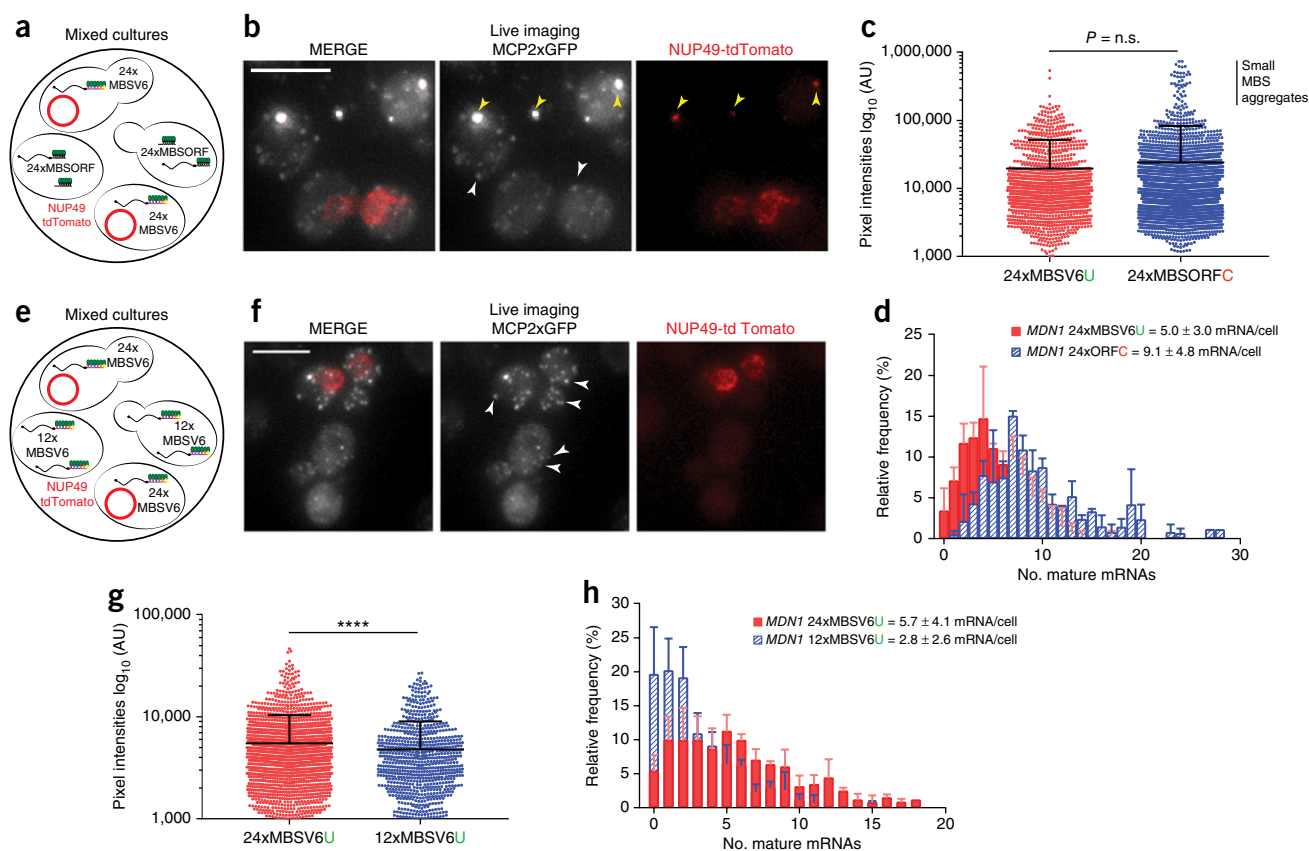 a
Mixed cultures
24x
MBSV6
24xMBSORF
24xMBSORF
NUP49
tdTomato
24x
MBSV6
b
MERGE
Live imaging
MCP2xGFP
NUP49-tdTomato
c
P = n.s.
Small
MBS
aggregates
Pixel intensities log10 (AU)
1,000,000
100,000
10,000
1,000
24xMBSV6U
24xMBSORFC
e
Mixed cultures
24x
MBSV6
12x
MBSV6
12x
MBSV6
NUP49
tdTomato
24x
MBSV6
f
MERGE
Live imaging
MCP2xGFP
NUP49-td Tomato
d
MDN1 24xMBSV6U = 5.0 ± 3.0 mRNA/cell
MDN1 24xORFC = 9.1 ± 4.8 mRNA/cell
Relative frequency (%)
25
20
15
10
5
0
0 10 20 30
No. mature mRNAs
g
****
Pixel intensities log10 (AU)
100,000
10,000
1,000
24xMBSV6U
12xMBSV6U
h
MDN1 24xMBSV6U = 5.7 ± 4.1 mRNA/cell
MDN1 12xMBSV6U = 2.8 ± 2.6 mRNA/cell
Relative frequency (%)
30
25
20
15
10
5
0
0 5 10 15 20
No. mature mRNAs